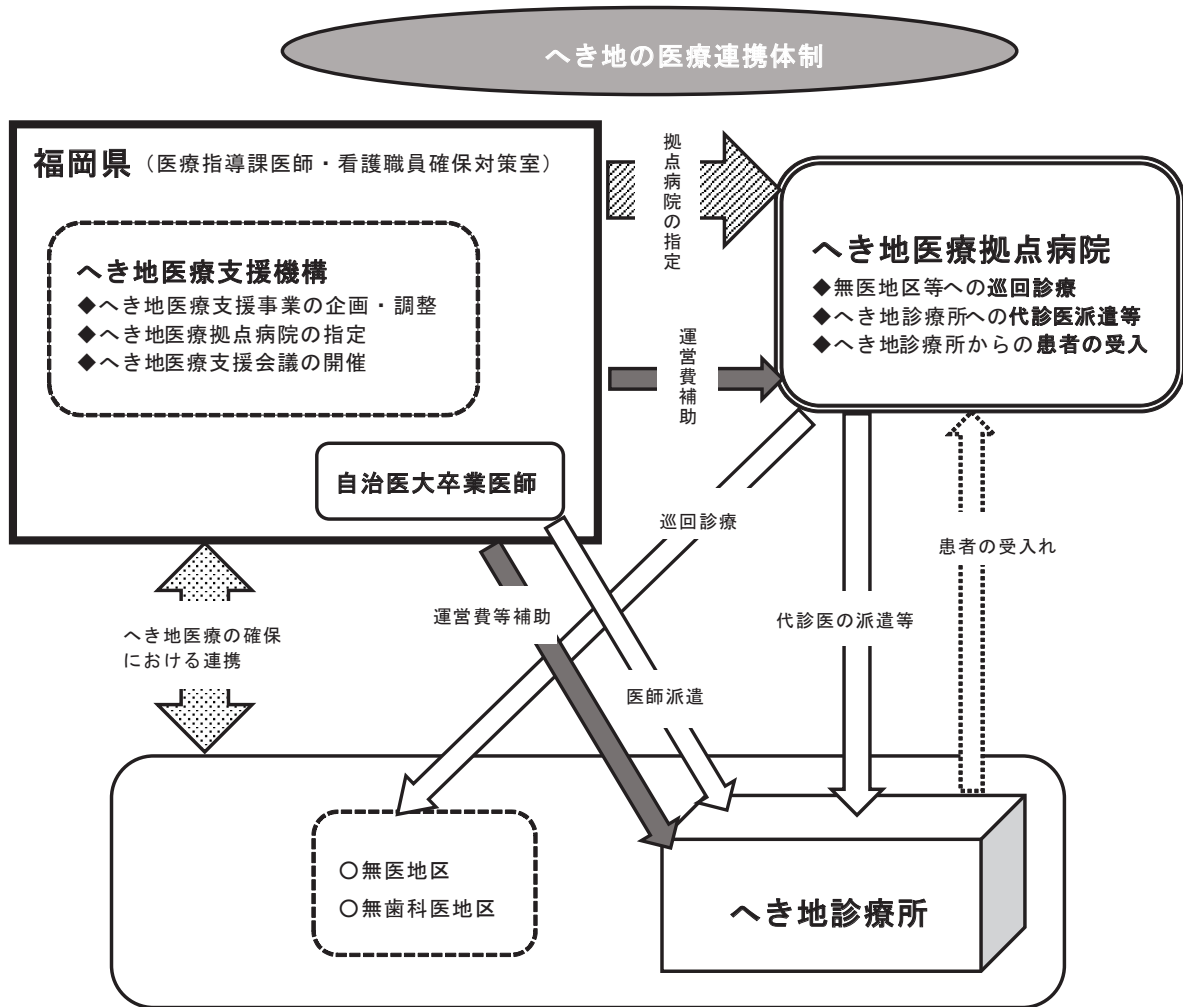 へき地の医療連携体制
福岡県（医療指導課医師・看護職員確保対策室）
へき地医療支援機構
◆へき地医療支援事業の企画・調整
◆へき地医療拠点病院の指定
◆へき地医療支援会議の開催
自治医大卒業医師
拠点病院の指定
運営費補助
へき地医療拠点病院
◆無医地区等への巡回診療
◆へき地診療所への代診医派遣等
◆へき地診療所からの患者の受入
巡回診療
患者の受入れ
運営費等補助
代診医の派遣等
へき地医療の確保
における連携
医師派遣
○無医地区
○無歯科医地区
へき地診療所